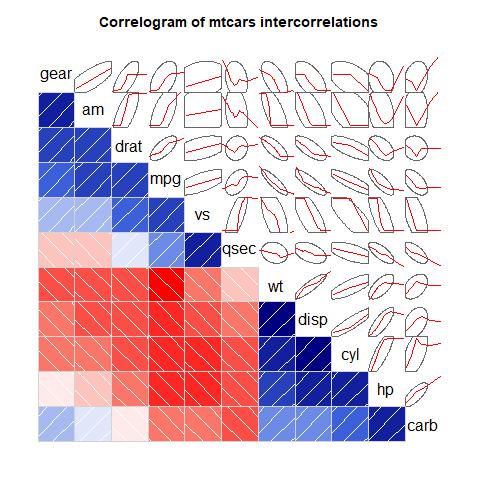 Correlogram of mtcars intercorrelations
gear
am
drat
mpg
vs
qsec
wt
disp
cyl
hp
carb